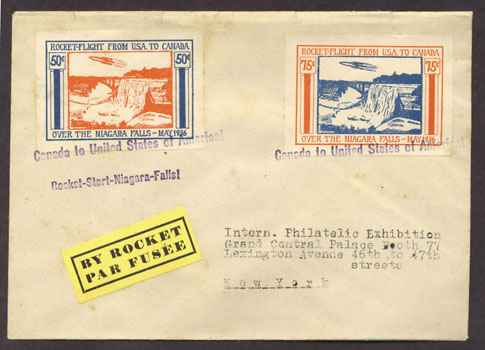 ROCKET-FLIGHT FROM U.S.A. TO CANADA
50¢ 50¢
OVER THE NIAGARA FALLS - MAY, 1936
ROCKET-FLIGHT FROM U.S.A. TO CANADA
75¢ 75¢
OVER THE NIAGARA FALLS - MAY, 1936
Canada to United States of America!
Canada to United States of America!
Rocket-Start-Niagara-Falls!
BY ROCKET
PAR FUSÉE
Intern. Philatelic Exhibition
Grand Central Palace Booth 77
Lexington Avenue 46th to 47th
streets
New York